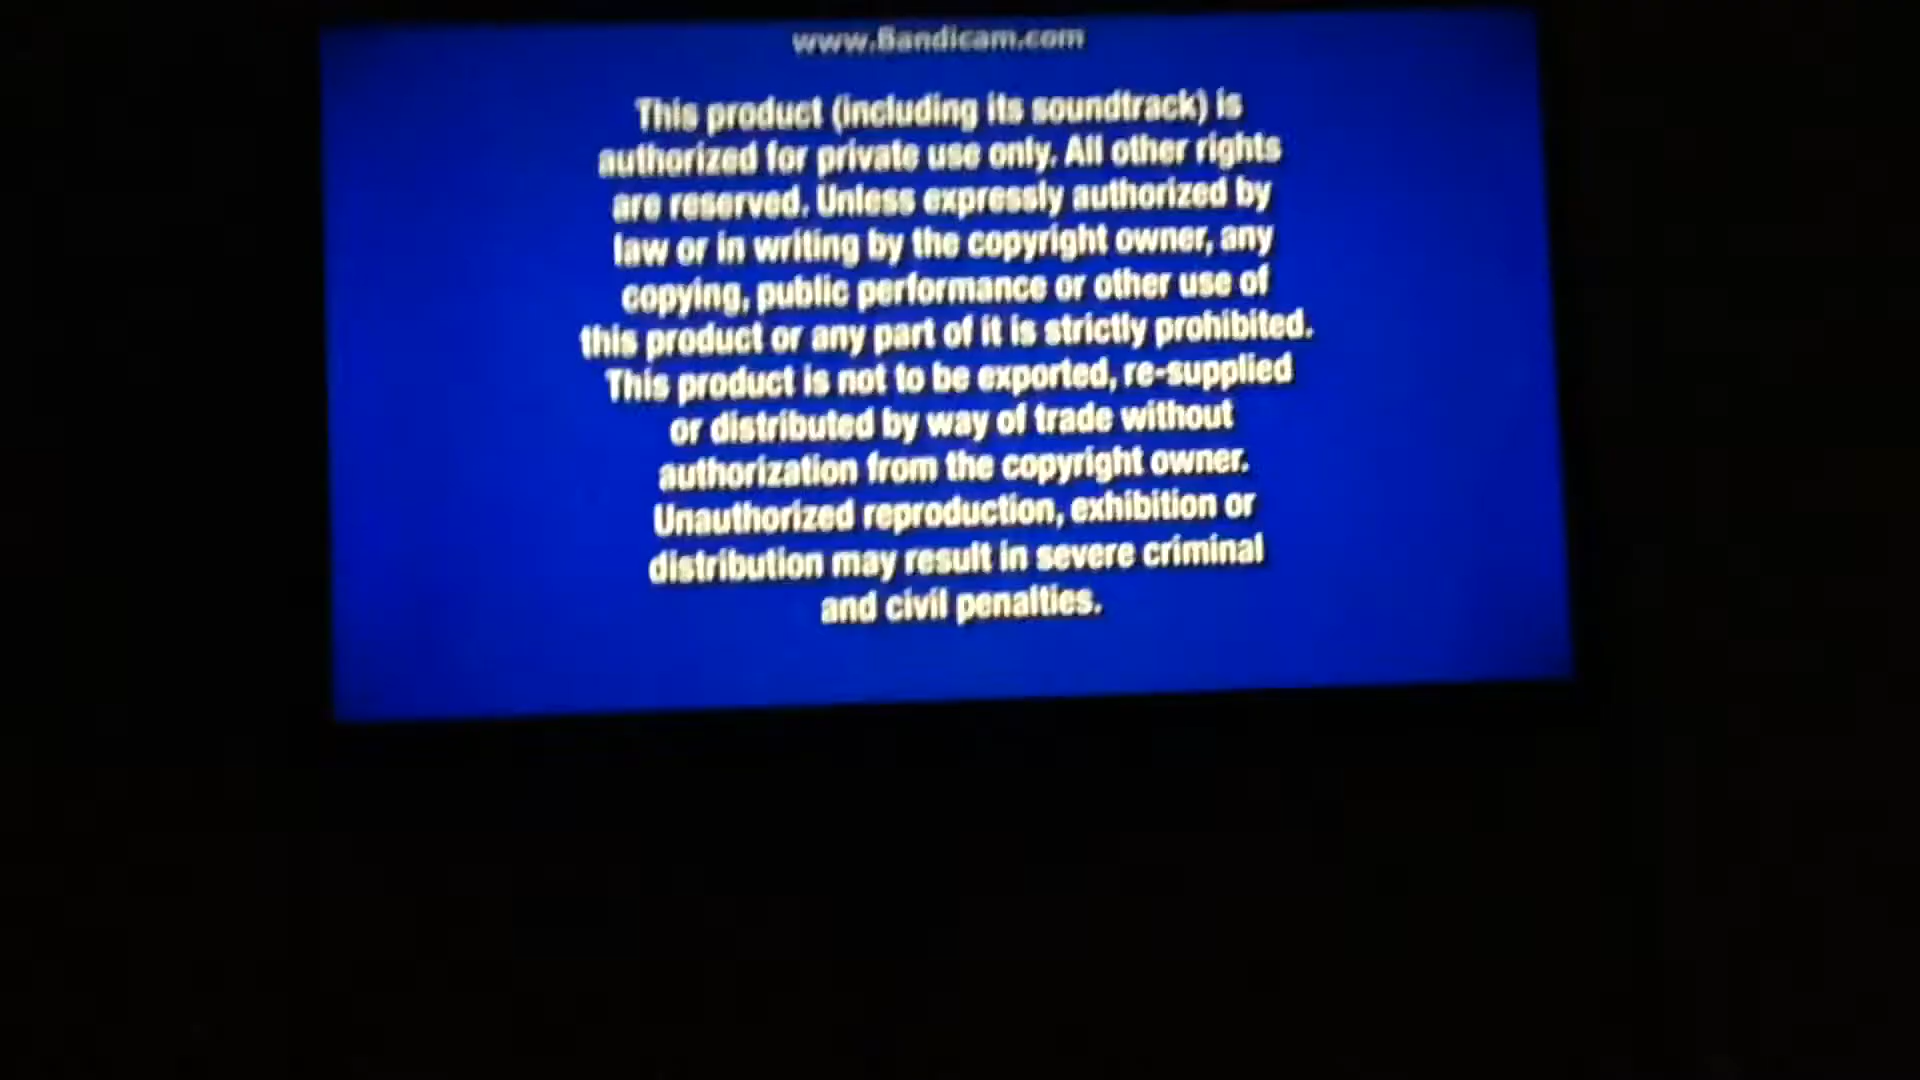 www.Bandicam.com
This product (including its soundtrack) is
authorized for private use only. All other rights
are reserved. Unless expressly authorized by
law or in writing by the copyright owner, any
copying, public performance or other use of
this product or any part of it is strictly prohibited.
This product is not to be exported, re-supplied
or distributed by way of trade without
authorization from the copyright owner.
Unauthorized reproduction, exhibition or
distribution may result in severe criminal
and civil penalties.